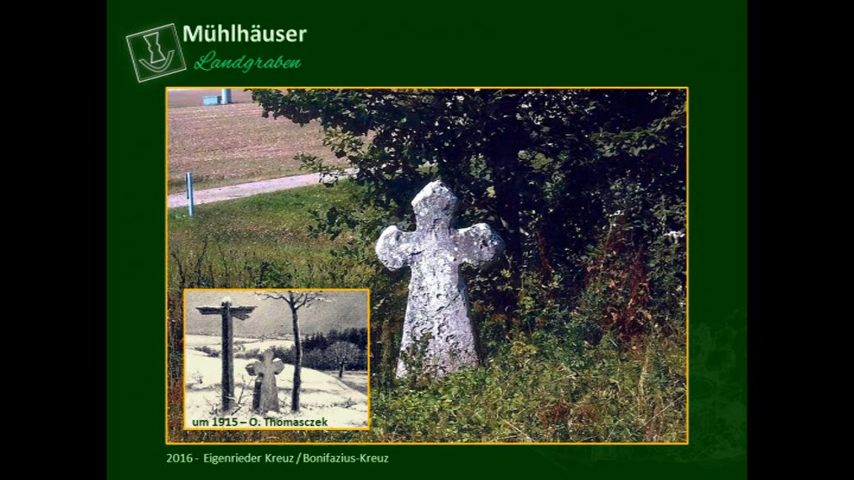 Mühlhäuser
Landgraben
um 1915 – O. Thomasczek
2016 - Eigenrieder Kreuz / Bonifazius-Kreuz